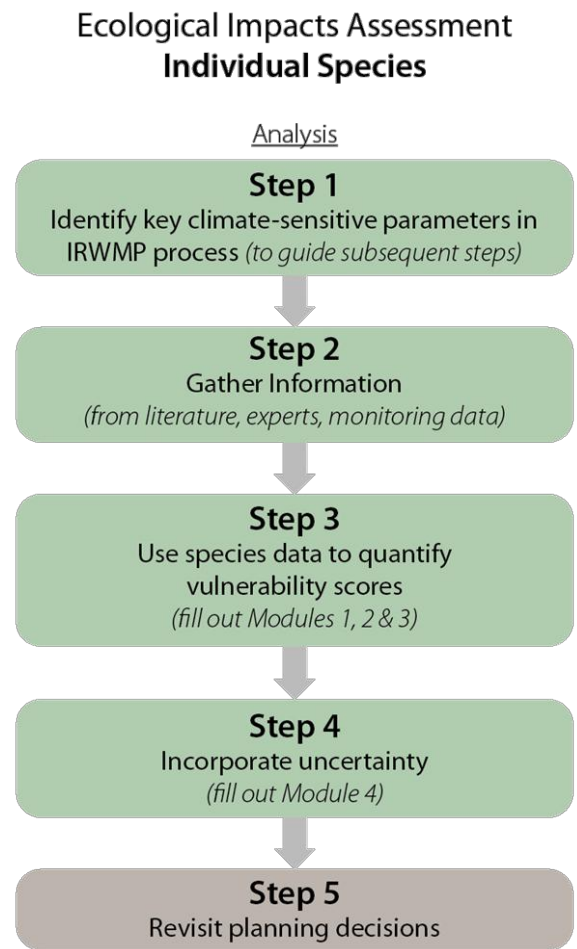 Ecological Impacts Assessment
Individual Species
Analysis
Step 1
Identify key climate-sensitive parameters in
IRWMP process (to guide subsequent steps)
Step 2
Gather Information
(from literature, experts, monitoring data)
Step 3
Use species data to quantify
vulnerability scores
(fill out Modules 1, 2 & 3)
Step 4
Incorporate uncertainty
(fill out Module 4)
Step 5
Revisit planning decisions